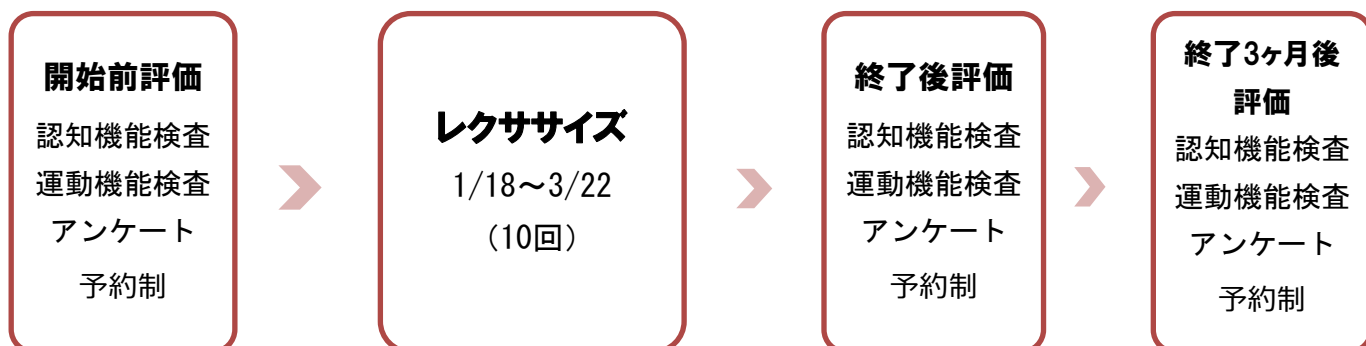 開始前評価
認知機能検査
運動機能検査
アンケート
予約制
レクササイズ
1/18～3/22
（10回）
終了後評価
認知機能検査
運動機能検査
アンケート
予約制
終了3ヶ月後
評価
認知機能検査
運動機能検査
アンケート
予約制